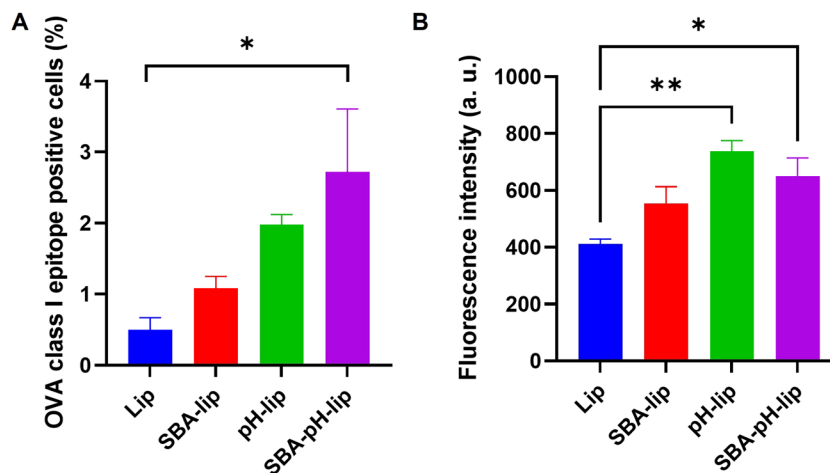 A
OVA class I epitope positive cells (%)
4
3
2
1
0
*
Lip
SBA-lip
pH-lip
SBA-pH-lip
B
Fluorescence intensity (a. u.)
1000
800
600
400
200
0
*
**
Lip
SBA-lip
pH-lip
SBA-pH-lip